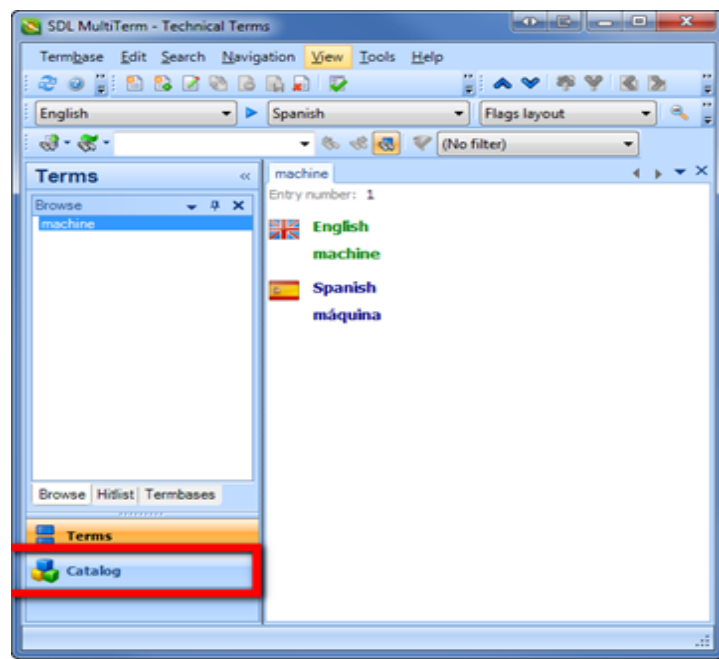 SDL MultiTerm - Technical Terms
Termbase Edit Search Navigation View Tools Help
English Spanish Flags layout
(No filter)
Terms
machine
Entry number: 1
Browse
machine
English
machine
Spanish
máquina
Browse Hitlist Termbases
Terms
Catalog